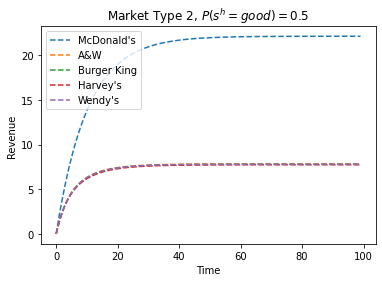 Market Type 2, P(s^h = good) = 0.5
McDonald's
A&W
Burger King
Harvey's
Wendy's
Revenue
20
15
10
5
0
0 20 40 60 80 100
Time